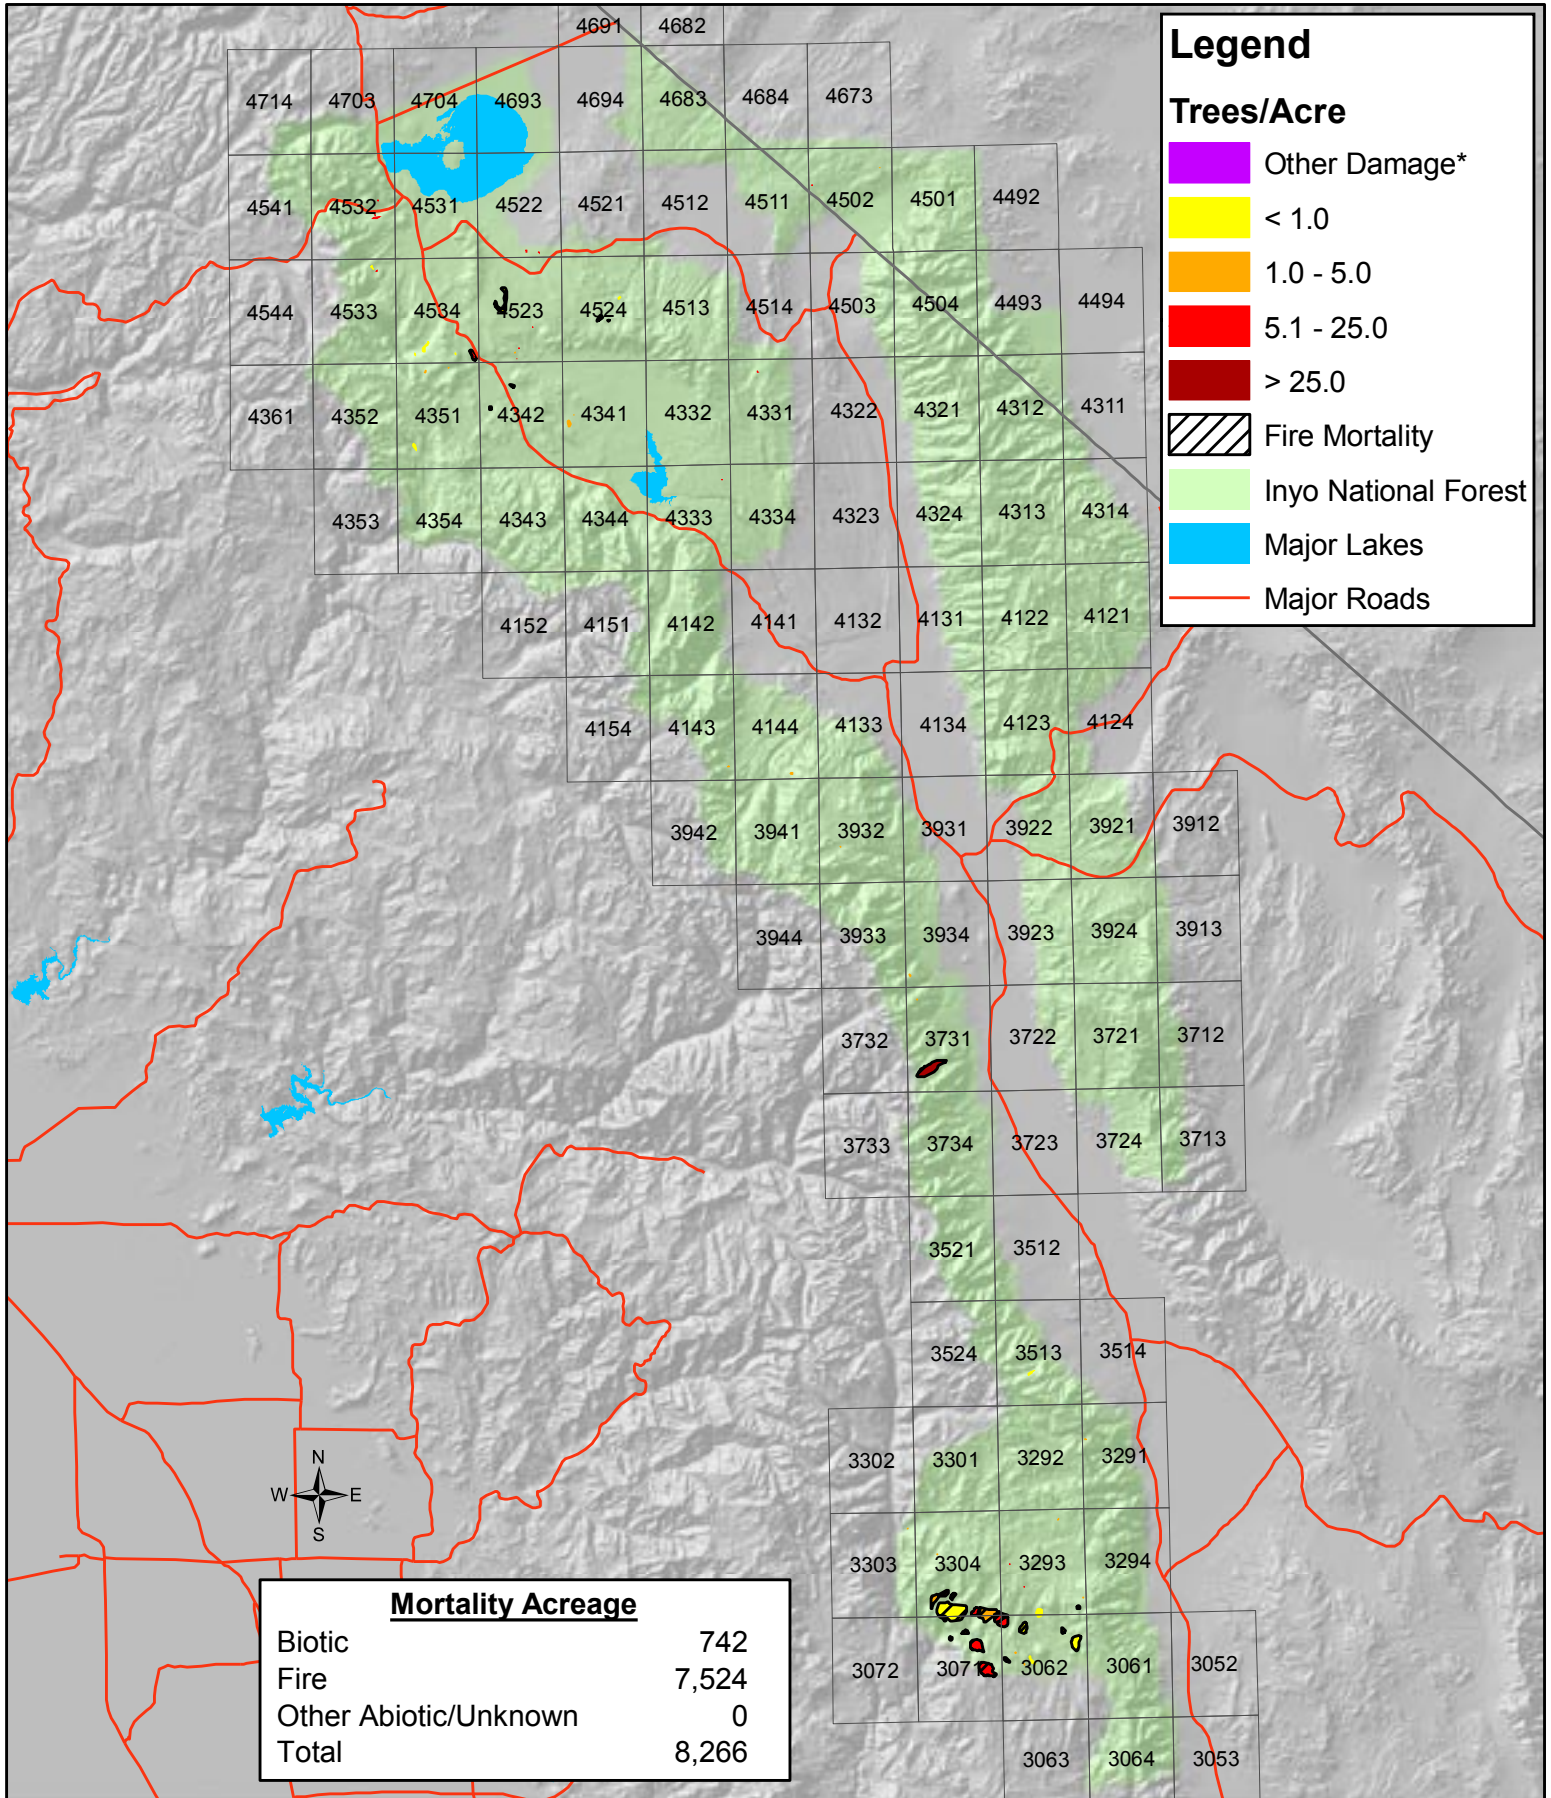 4691 4682
Legend
Trees/Acre
Other Damage*
< 1.0
1.0 - 5.0
5.1 - 25.0
> 25.0
Fire Mortality
Inyo National Forest
Major Lakes
Major Roads
4714 4703 4704 4693 4694 4683 4684 4673
4541 4532 4531 4522 4521 4512 4511 4502 4501 4492
4544 4533 4534 4523 4524 4513 4514 4503 4504 4493 4494
4361 4352 4351 4342 4341 4332 4331 4322 4321 4312 4311
4353 4354 4343 4344 4333 4334 4323 4324 4313 4314
4152 4151 4142 4141 4132 4131 4122 4121
4154 4143 4144 4133 4134 4123 4124
3942 3941 3932 3931 3922 3921 3912
3944 3933 3934 3923 3924 3913
3732 3731 3722 3721 3712
3733 3734 3723 3724 3713
3521 3512
3524 3513 3514
3302 3301 3292 3291
3303 3304 3293 3294
3072 3071 3062 3061 3052
3063 3064 3053
N
W E
S
Mortality Acreage
Biotic 742
Fire 7,524
Other Abiotic/Unknown 0
Total 8,266